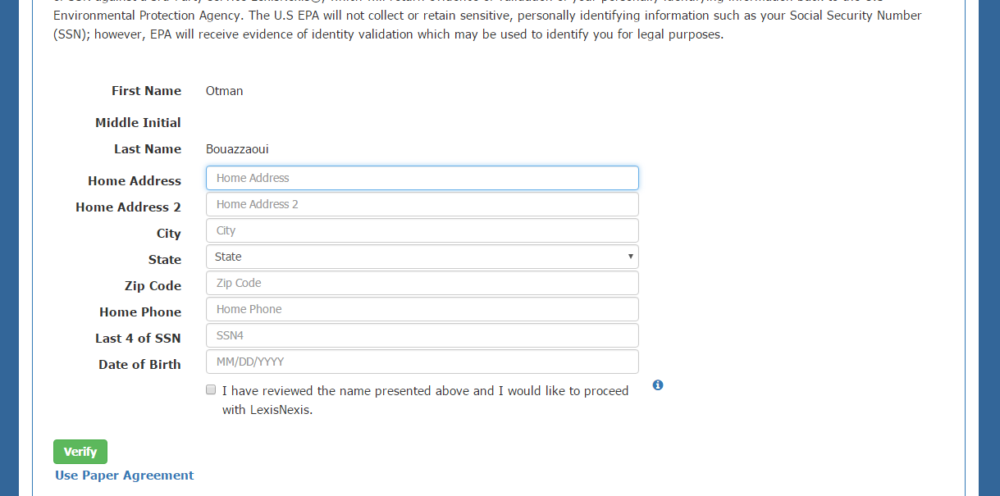 Environmental Protection Agency. The U.S EPA will not collect or retain sensitive, personally identifying information such as your Social Security Number
(SSN); however, EPA will receive evidence of identity validation which may be used to identify you for legal purposes.
First Name Otman
Middle Initial
Last Name Bouazzaoui
Home Address Home Address
Home Address 2 Home Address 2
City City
State State
Zip Code Zip Code
Home Phone Home Phone
Last 4 of SSN SSN4
Date of Birth MM/DD/YYYY
I have reviewed the name presented above and I would like to proceed
with LexisNexis.
Verify
Use Paper Agreement